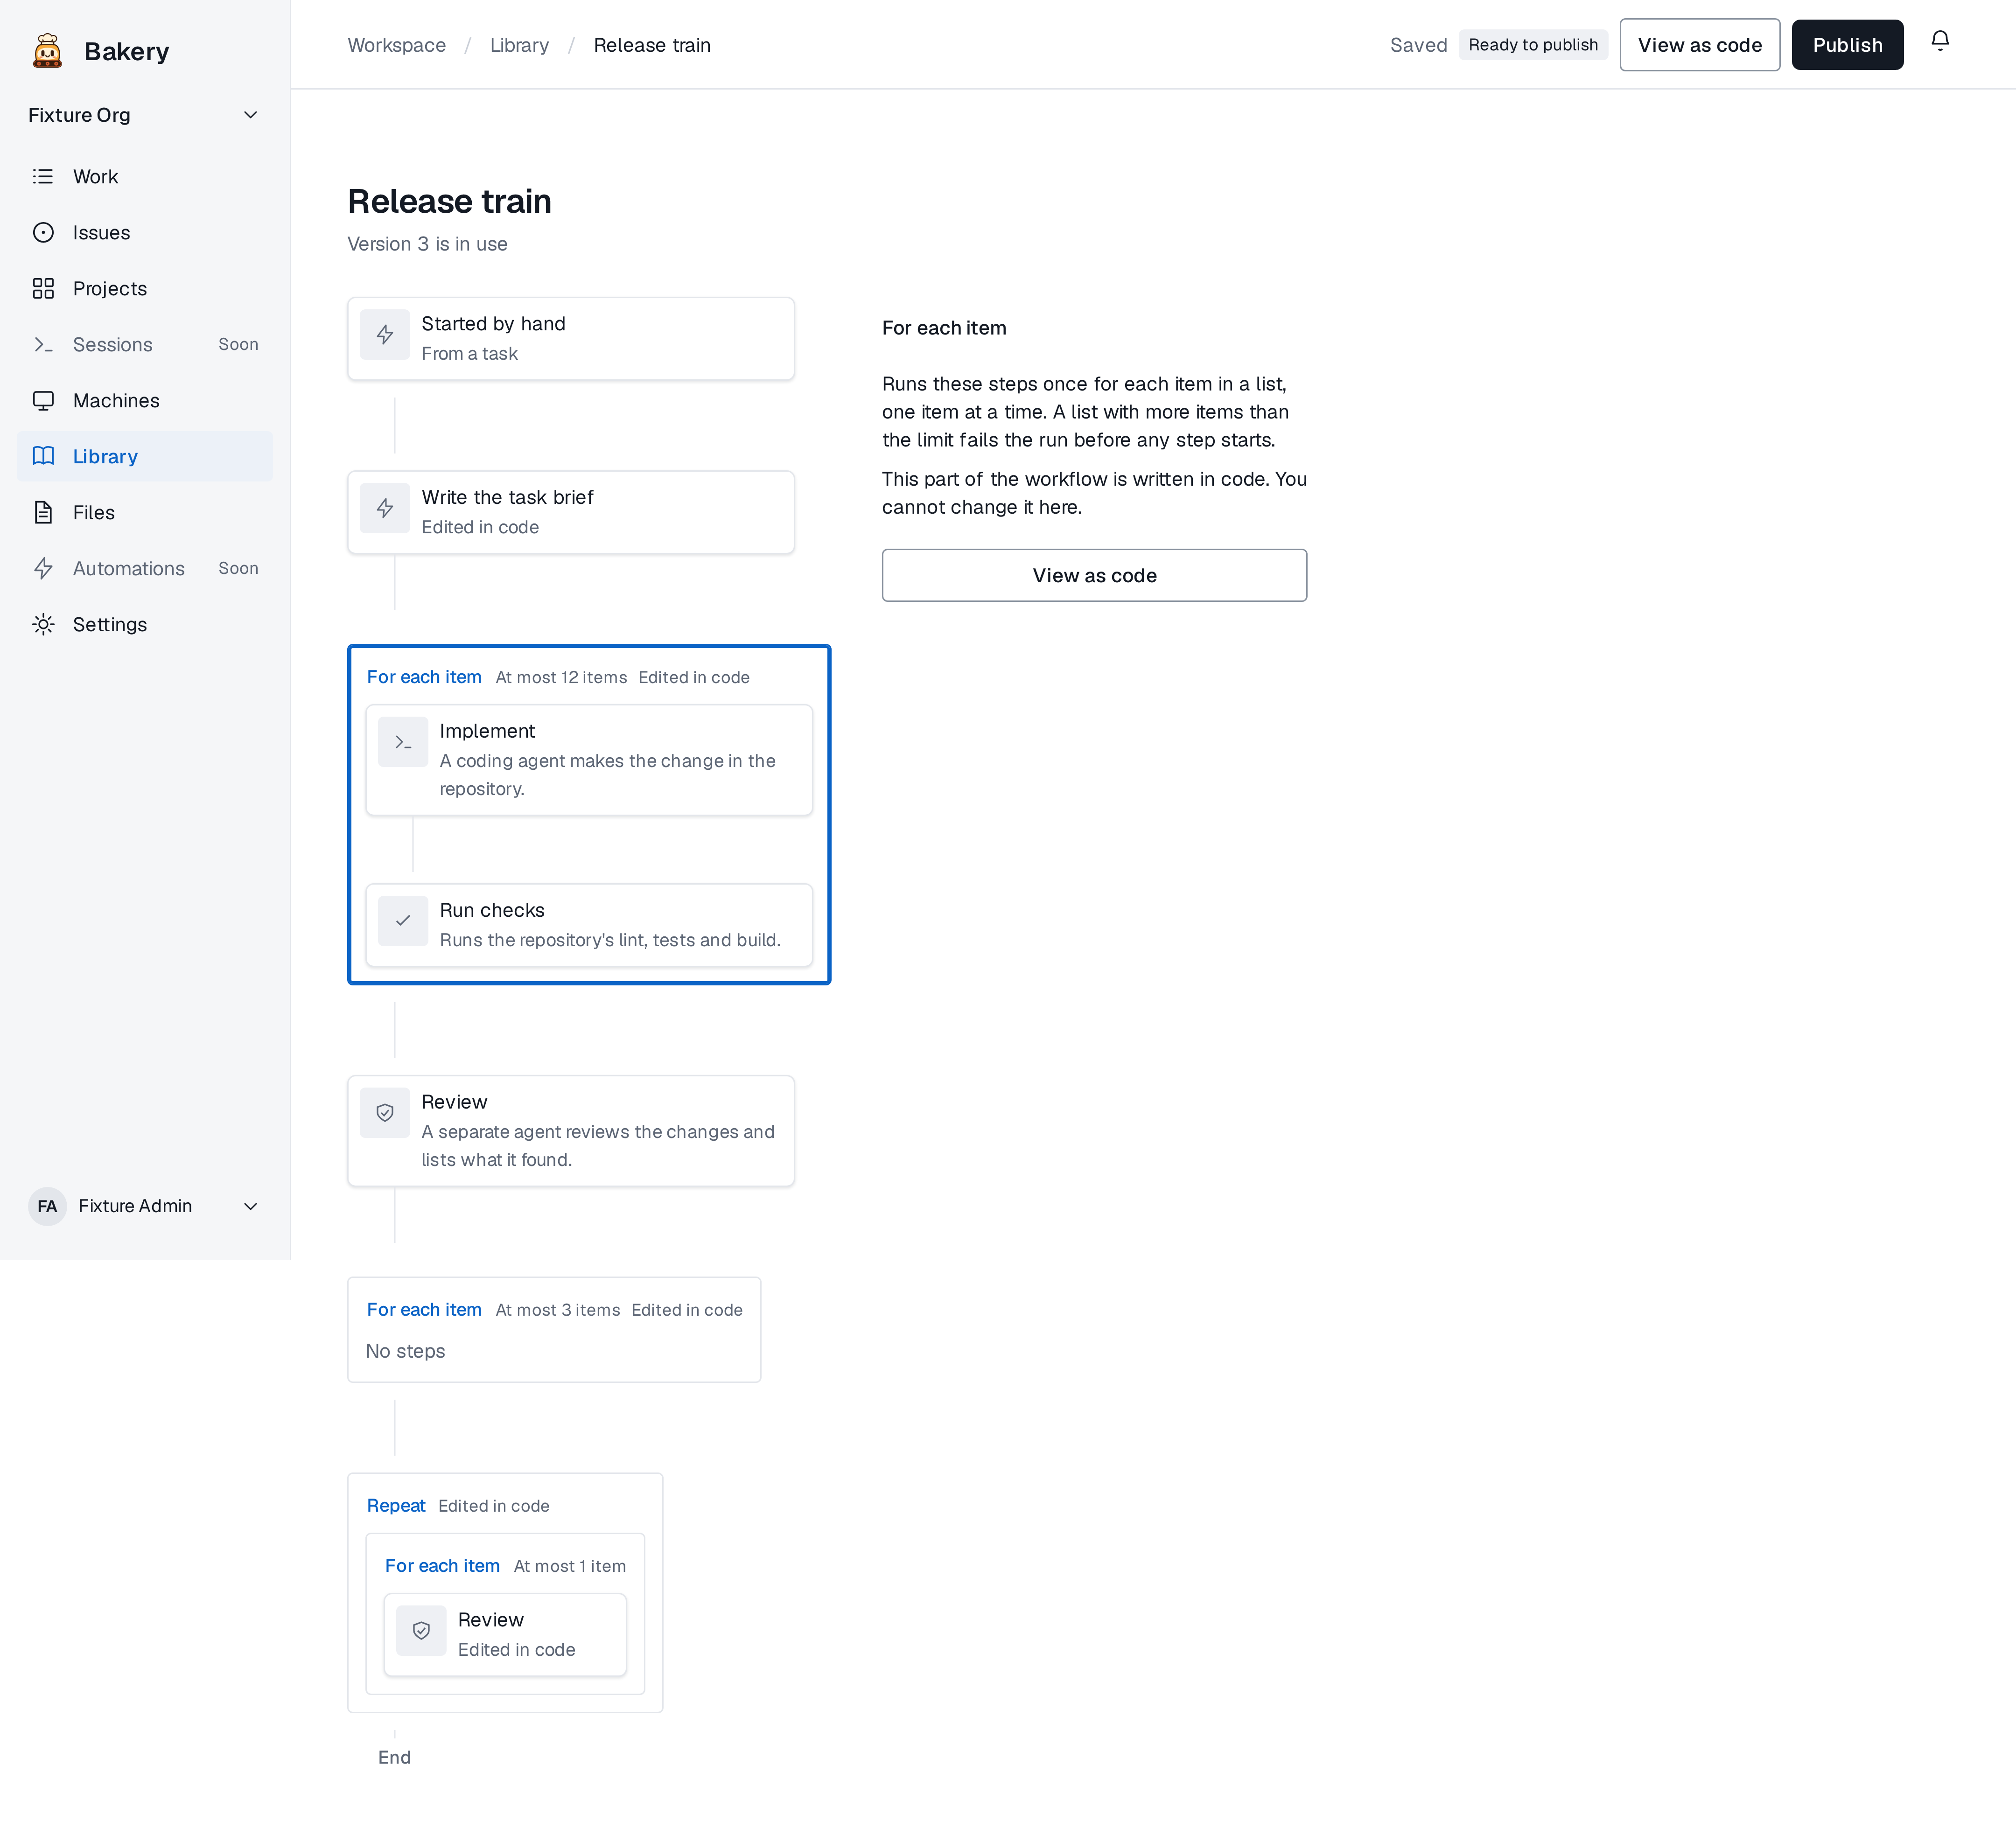 Bakery
Fixture Org
Work
Issues
Projects
Sessions Soon
Machines
Library
Files
Automations Soon
Settings
FA Fixture Admin
Workspace / Library / Release train
Saved Ready to publish View as code Publish
Release train
Version 3 is in use
Started by hand
From a task
Write the task brief
Edited in code
For each item At most 12 items Edited in code
Implement
A coding agent makes the change in the
repository.
Run checks
Runs the repository's lint, tests and build.
Review
A separate agent reviews the changes and
lists what it found.
For each item At most 3 items Edited in code
No steps
Repeat Edited in code
For each item At most 1 item
Review
Edited in code
End
For each item
Runs these steps once for each item in a list,
one item at a time. A list with more items than
the limit fails the run before any step starts.
This part of the workflow is written in code. You
cannot change it here.
View as code